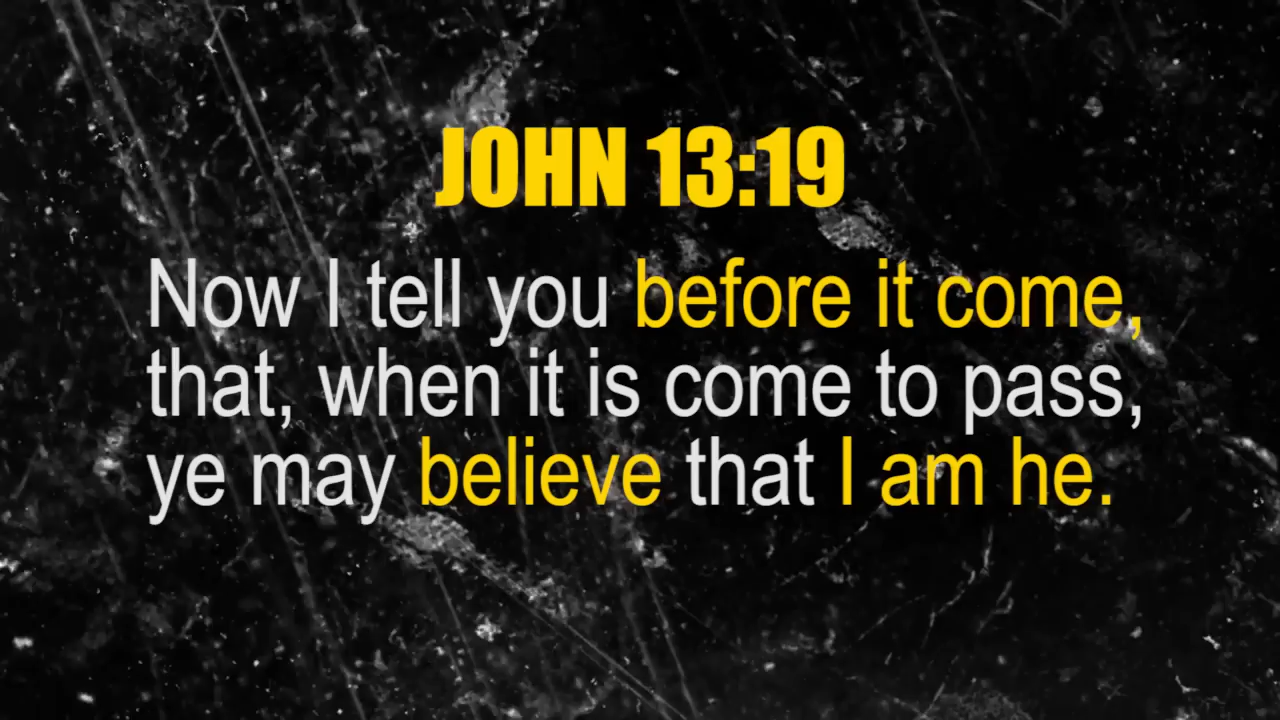 JOHN 13:19
Now I tell you before it come,
that, when it is come to pass,
ye may believe that I am he.